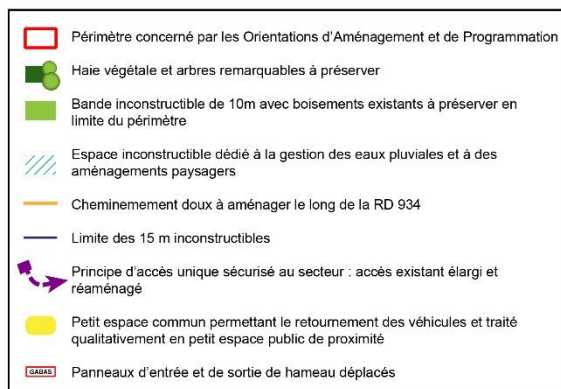 Périmètre concerné par les Orientations d'Aménagement et de Programmation
Haie végétale et arbres remarquables à préserver
Bande inconstructible de 10m avec boisements existants à préserver en
limite du périmètre
Espace inconstructible dédié à la gestion des eaux pluviales et à des
aménagements paysagers
Cheminemement doux à aménager le long de la RD 934
Limite des 15 m inconstructibles
Principe d'accès unique sécurisé au secteur : accès existant élargi et
réaménagé
Petit espace commun permettant le retournement des véhicules et traité
qualitativement en petit espace public de proximité
GABAS Panneaux d'entrée et de sortie de hameau déplacés